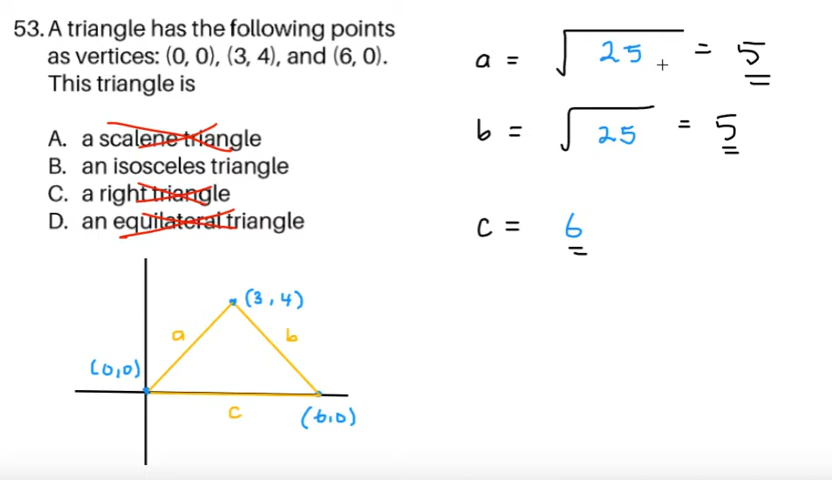 53. A triangle has the following points
as vertices: (0, 0), (3, 4), and (6, 0).
This triangle is
A. a scalene triangle
B. an isosceles triangle
C. a right triangle
D. an equilateral triangle
a = √25 = 5
b = √25 = 5
c = 6
(3, 4)
a
b
(0,0)
c
(6,0)